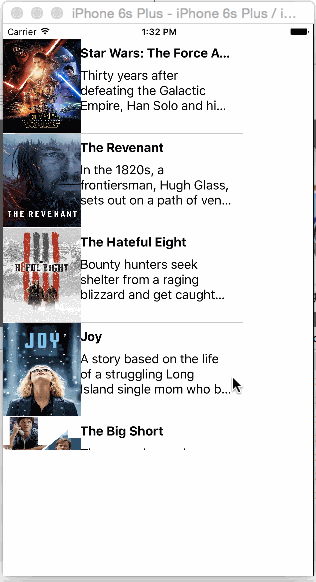 iPhone 6s Plus - iPhone 6s Plus / i...
Carrier
1:32 PM
Star Wars: The Force A...
Thirty years after
defeating the Galactic
Empire, Han Solo and hi...
The Revenant
In the 1820s, a
frontiersman, Hugh Glass,
sets out on a path of ven...
THE REVENANT
The Hateful Eight
Bounty hunters seek
shelter from a raging
blizzard and get caught...
HATEFUL EIGHT
Joy
A story based on the life
of a struggling Long
Island single mom who b...
JOY
The Big Short